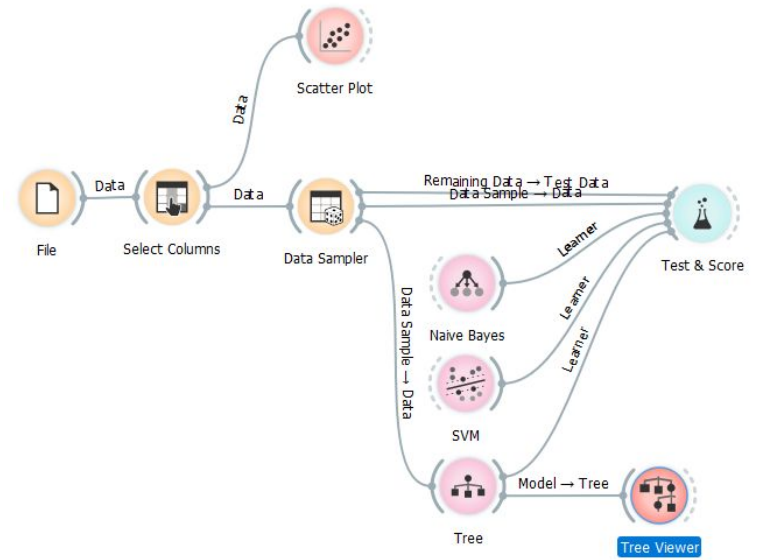 Scatter Plot
Data
Data
Data
File
Select Columns
Data Sampler
Remaining Data → Test Data
Data Sample → Data
Test & Score
Learner
Naive Bayes
Learner
Data Sample → Data
Learner
SVM
Model → Tree
Tree
Tree Viewer